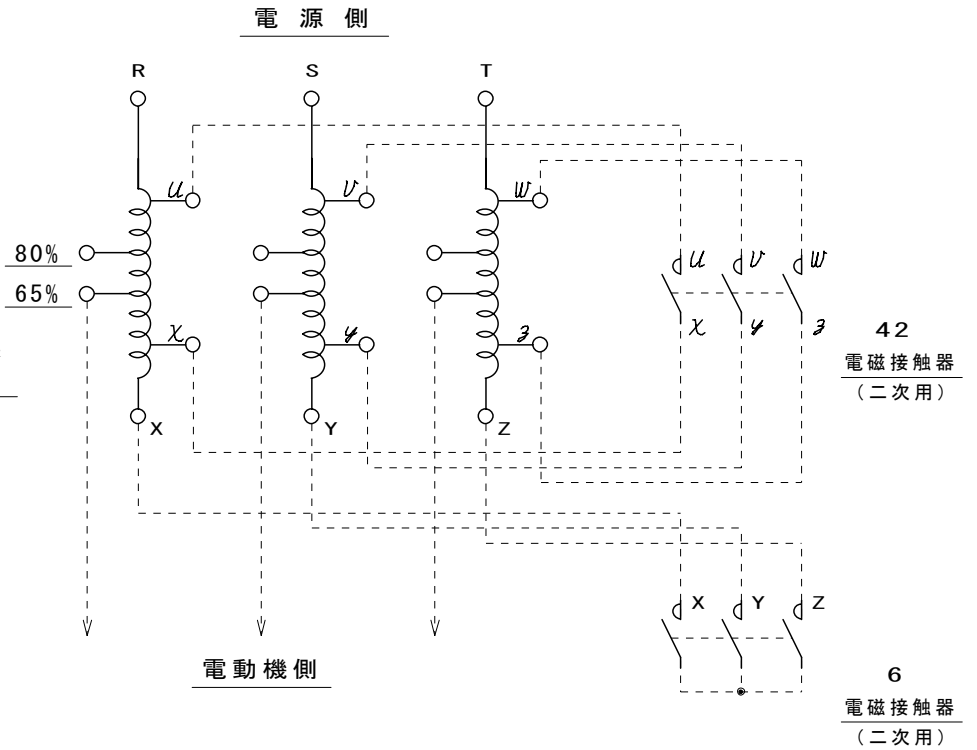 電源側
R S T
u v w
80%
65%
u v w
x y z
x y z
42
電磁接触器
(二次用)
X Y Z
X Y Z
電動機側
6
電磁接触器
(二次用)